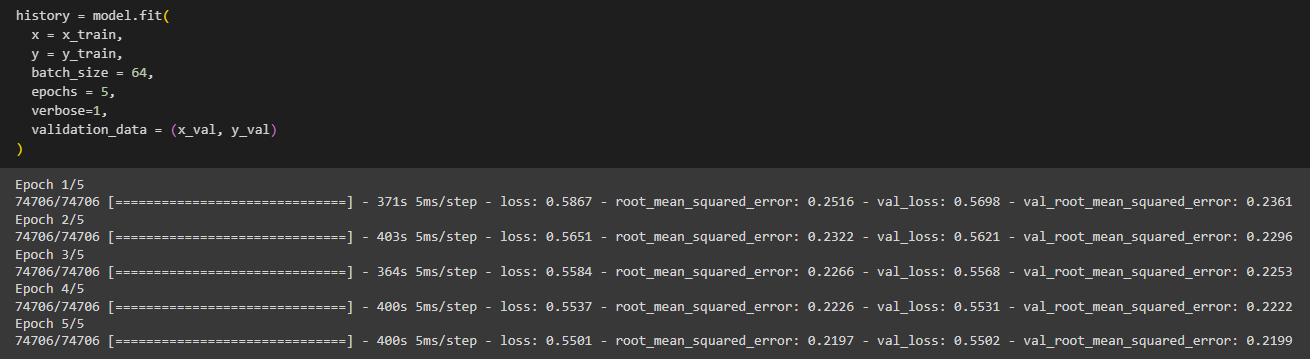 history = model.fit(
x = x_train,
y = y_train,
batch_size = 64,
epochs = 5,
verbose=1,
validation_data = (x_val, y_val)
)
Epoch 1/5
74706/74706 [==============================] - 371s 5ms/step - loss: 0.5867 - root_mean_squared_error: 0.2516 - val_loss: 0.5698 - val_root_mean_squared_error: 0.2361
Epoch 2/5
74706/74706 [==============================] - 403s 5ms/step - loss: 0.5651 - root_mean_squared_error: 0.2322 - val_loss: 0.5621 - val_root_mean_squared_error: 0.2296
Epoch 3/5
74706/74706 [==============================] - 364s 5ms/step - loss: 0.5584 - root_mean_squared_error: 0.2266 - val_loss: 0.5568 - val_root_mean_squared_error: 0.2253
Epoch 4/5
74706/74706 [==============================] - 400s 5ms/step - loss: 0.5537 - root_mean_squared_error: 0.2226 - val_loss: 0.5531 - val_root_mean_squared_error: 0.2222
Epoch 5/5
74706/74706 [==============================] - 400s 5ms/step - loss: 0.5501 - root_mean_squared_error: 0.2197 - val_loss: 0.5502 - val_root_mean_squared_error: 0.2199